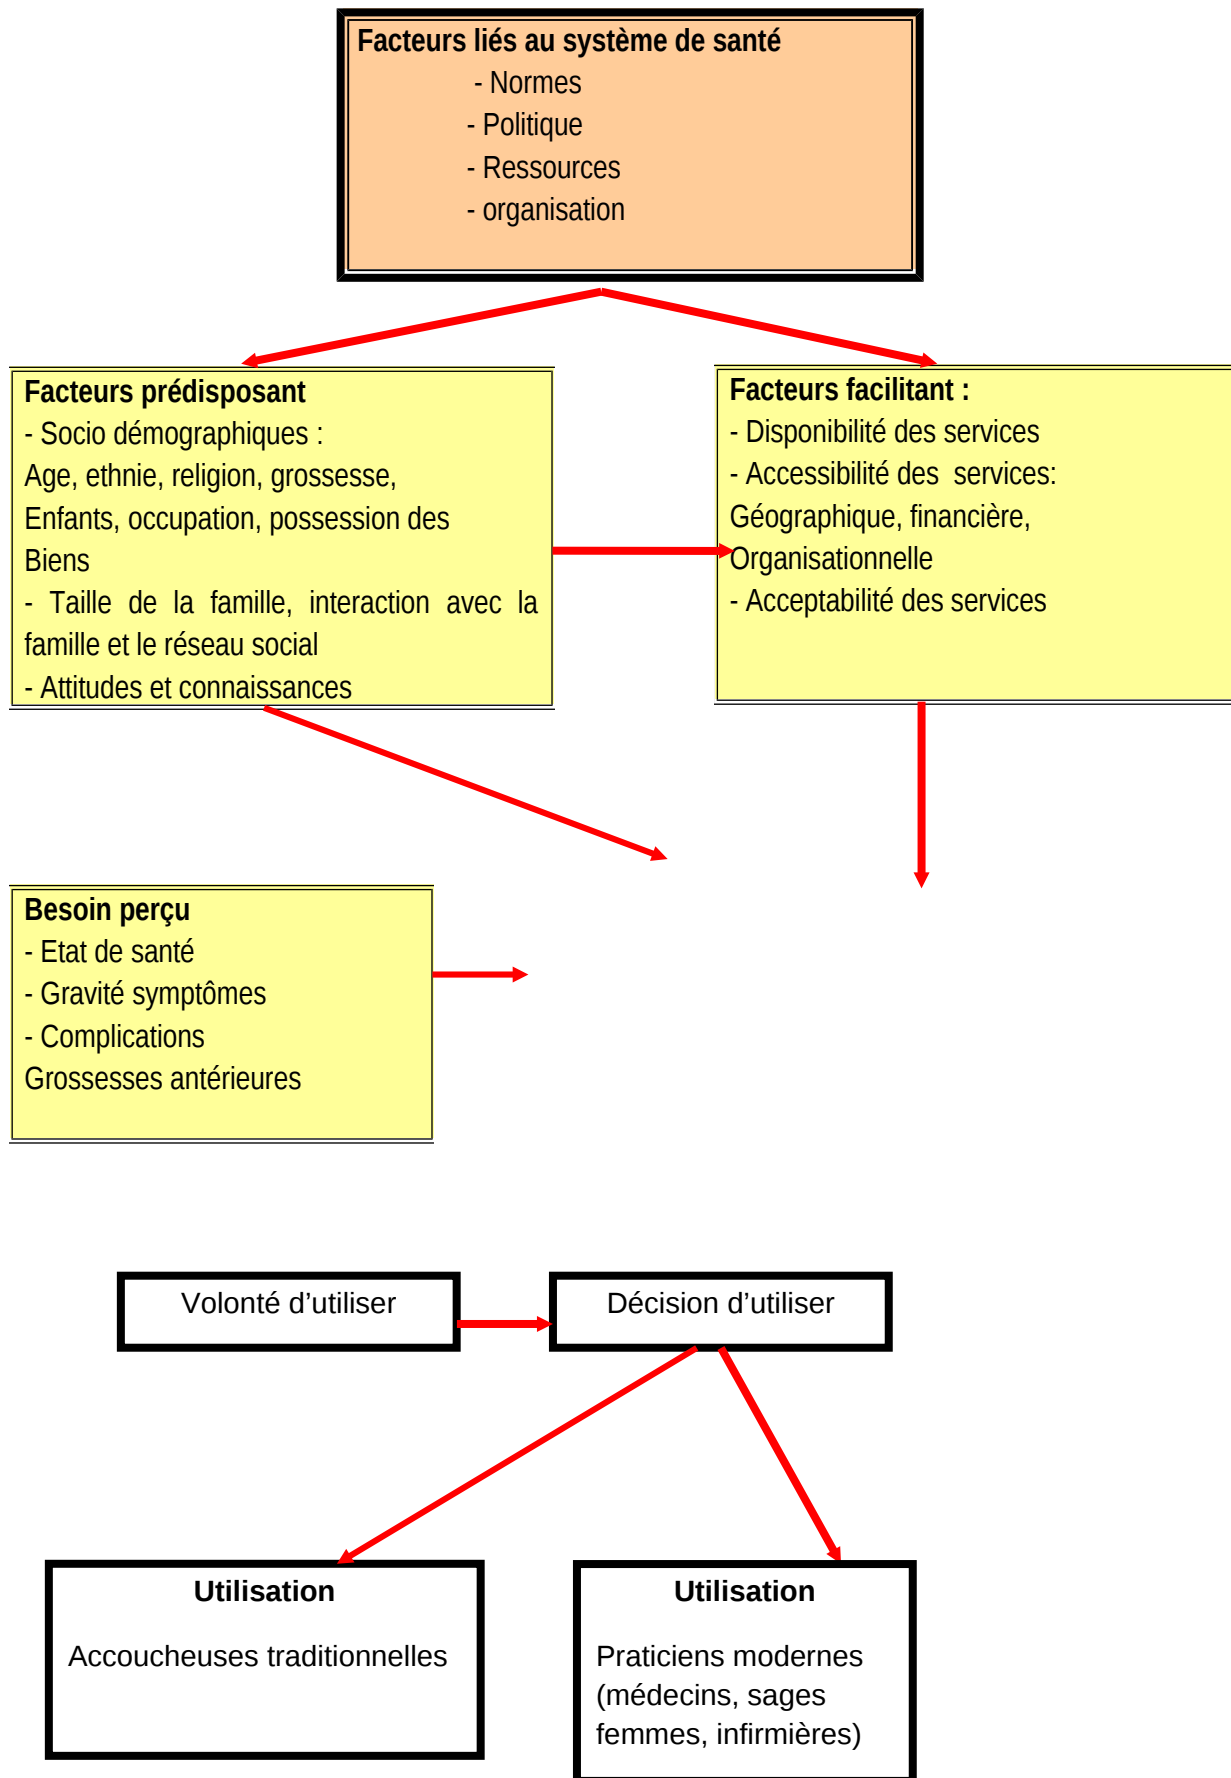 Facteurs liés au système de santé
- Normes
- Politique
- Ressources
- organisation
Facteurs prédisposant
- Socio démographiques :
Age, ethnie, religion, grossesse,
Enfants, occupation, possession des
Biens
- Taille de la famille, interaction avec la
famille et le réseau social
- Attitudes et connaissances
Facteurs facilitant :
- Disponibilité des services
- Accessibilité des services:
Géographique, financière,
Organisationnelle
- Acceptabilité des services
Besoin perçu
- Etat de santé
- Gravité symptômes
- Complications
Grossesses antérieures
Volonté d’utiliser
Décision d’utiliser
Utilisation
Accoucheuses traditionnelles
Utilisation
Praticiens modernes
(médecins, sages
femmes, infirmières)